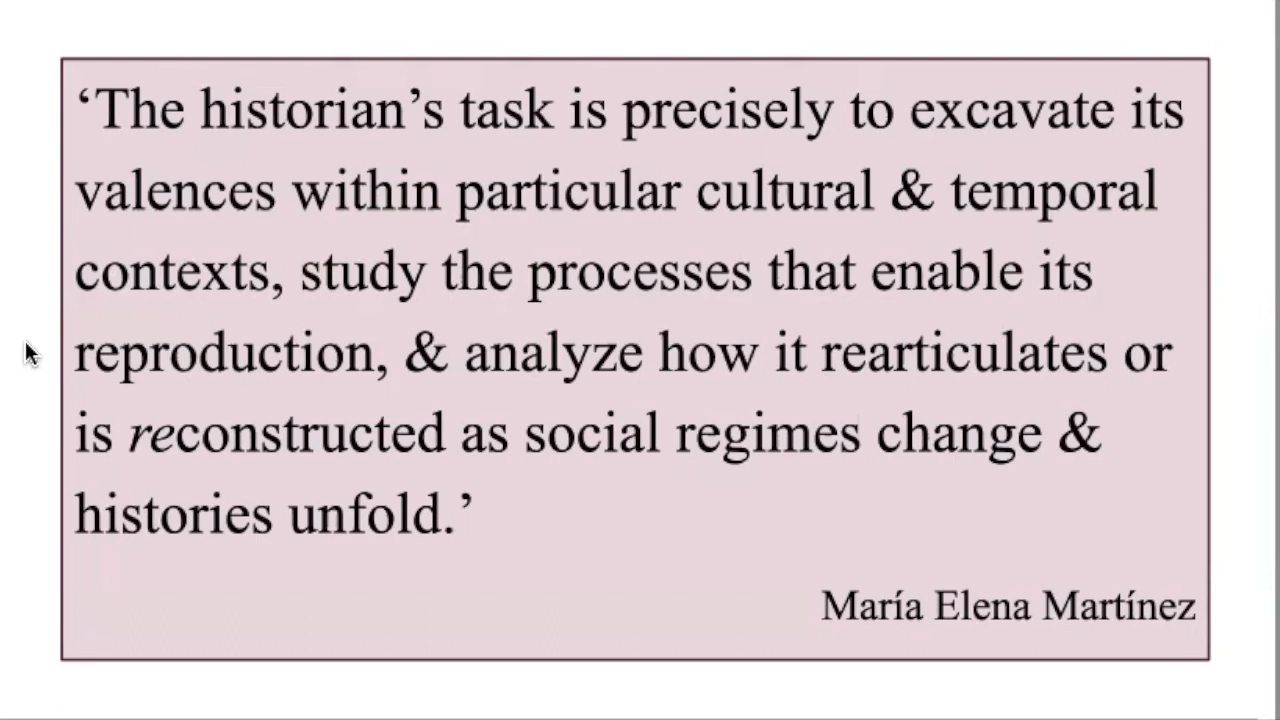 ‘The historian’s task is precisely to excavate its
valences within particular cultural & temporal
contexts, study the processes that enable its
reproduction, & analyze how it rearticulates or
is reconstructed as social regimes change &
histories unfold.’
María Elena Martínez